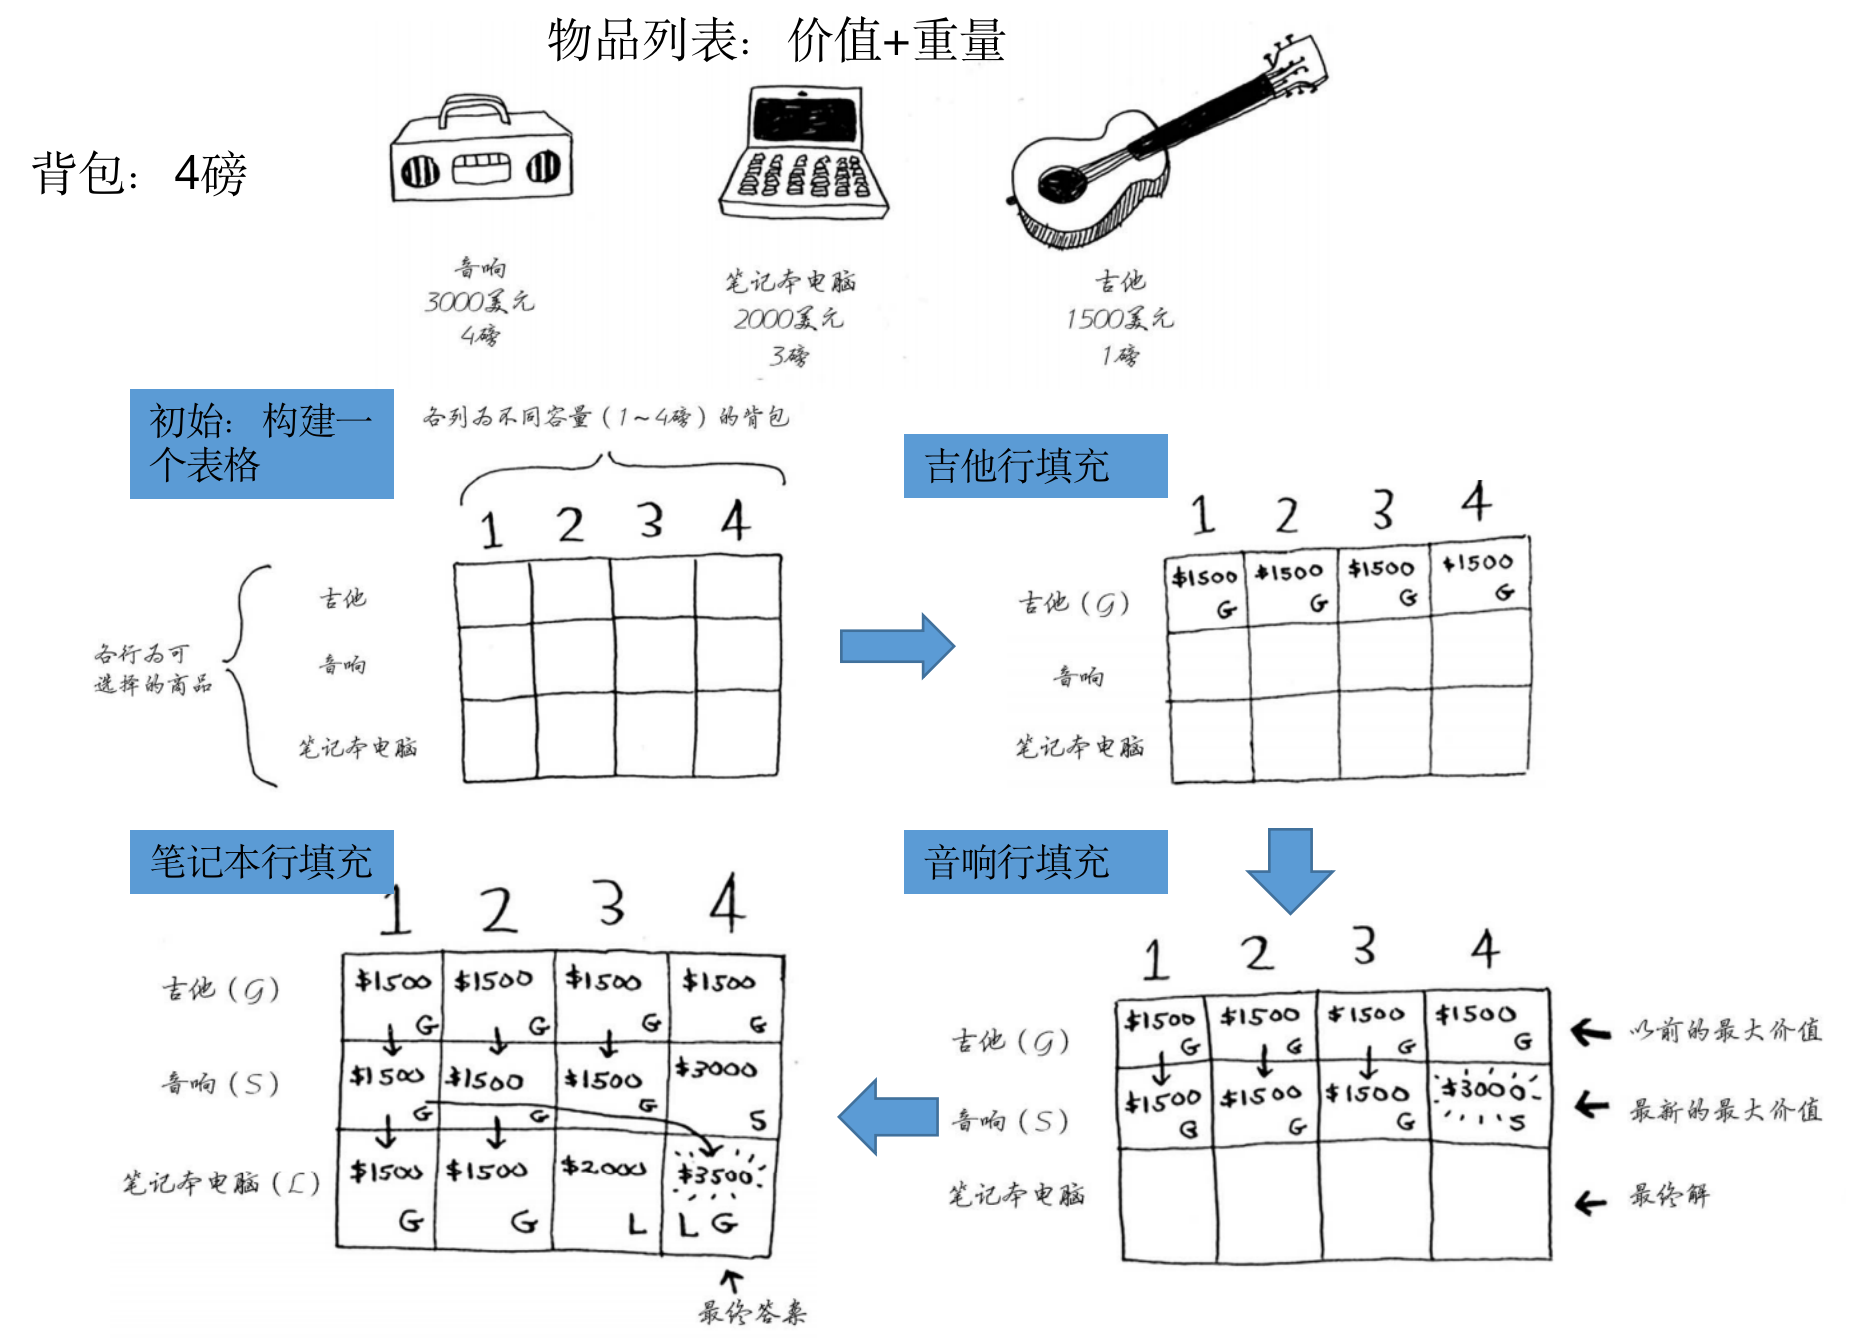 物品列表：价值+重量
背包：4磅
音响
3000美元
4磅
笔记本电脑
2000美元
3磅
吉他
1500美元
1磅
初始：构建一
个表格
各列为不同容量（1~4磅）的背包
1 2 3 4
各行为可
选择的商品
吉他
音响
笔记本电脑
吉他行填充
1 2 3 4
吉他（G） $1500 G $1500 G $1500 G $1500 G
音响
笔记本电脑
笔记本行填充
1 2 3 4
吉他（G） $1500 G $1500 G $1500 G $1500 G
音响（S） $1500 G $1500 G $1500 G $3000 S
笔记本电脑（L） $1500 G $1500 G $2000 L $3500 L G
最终答案
音响行填充
1 2 3 4
吉他（G） $1500 G $1500 G $1500 G $1500 G 以前的最大价值
音响（S） $1500 G $1500 G $1500 G $3000 S 最新的最大价值
笔记本电脑 最终解